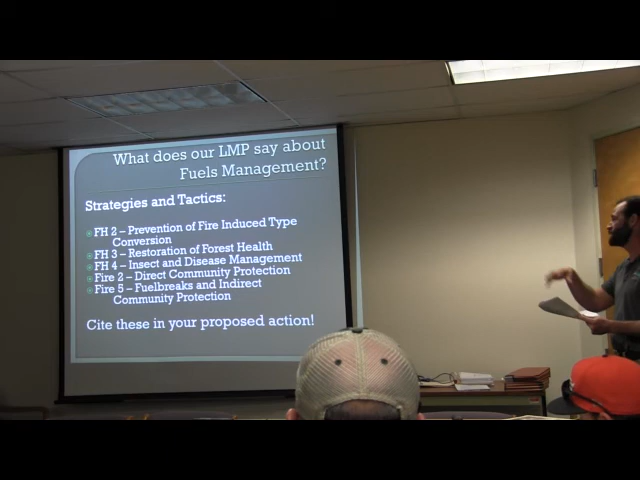 What does our LMP say about
Fuels Management?
Strategies and Tactics:
FH 2 – Prevention of Fire Induced Type
Conversion
FH 3 – Restoration of Forest Health
FH 4 – Insect and Disease Management
Fire 2 – Direct Community Protection
Fire 5 – Fuelbreaks and Indirect
Community Protection
Cite these in your proposed action!